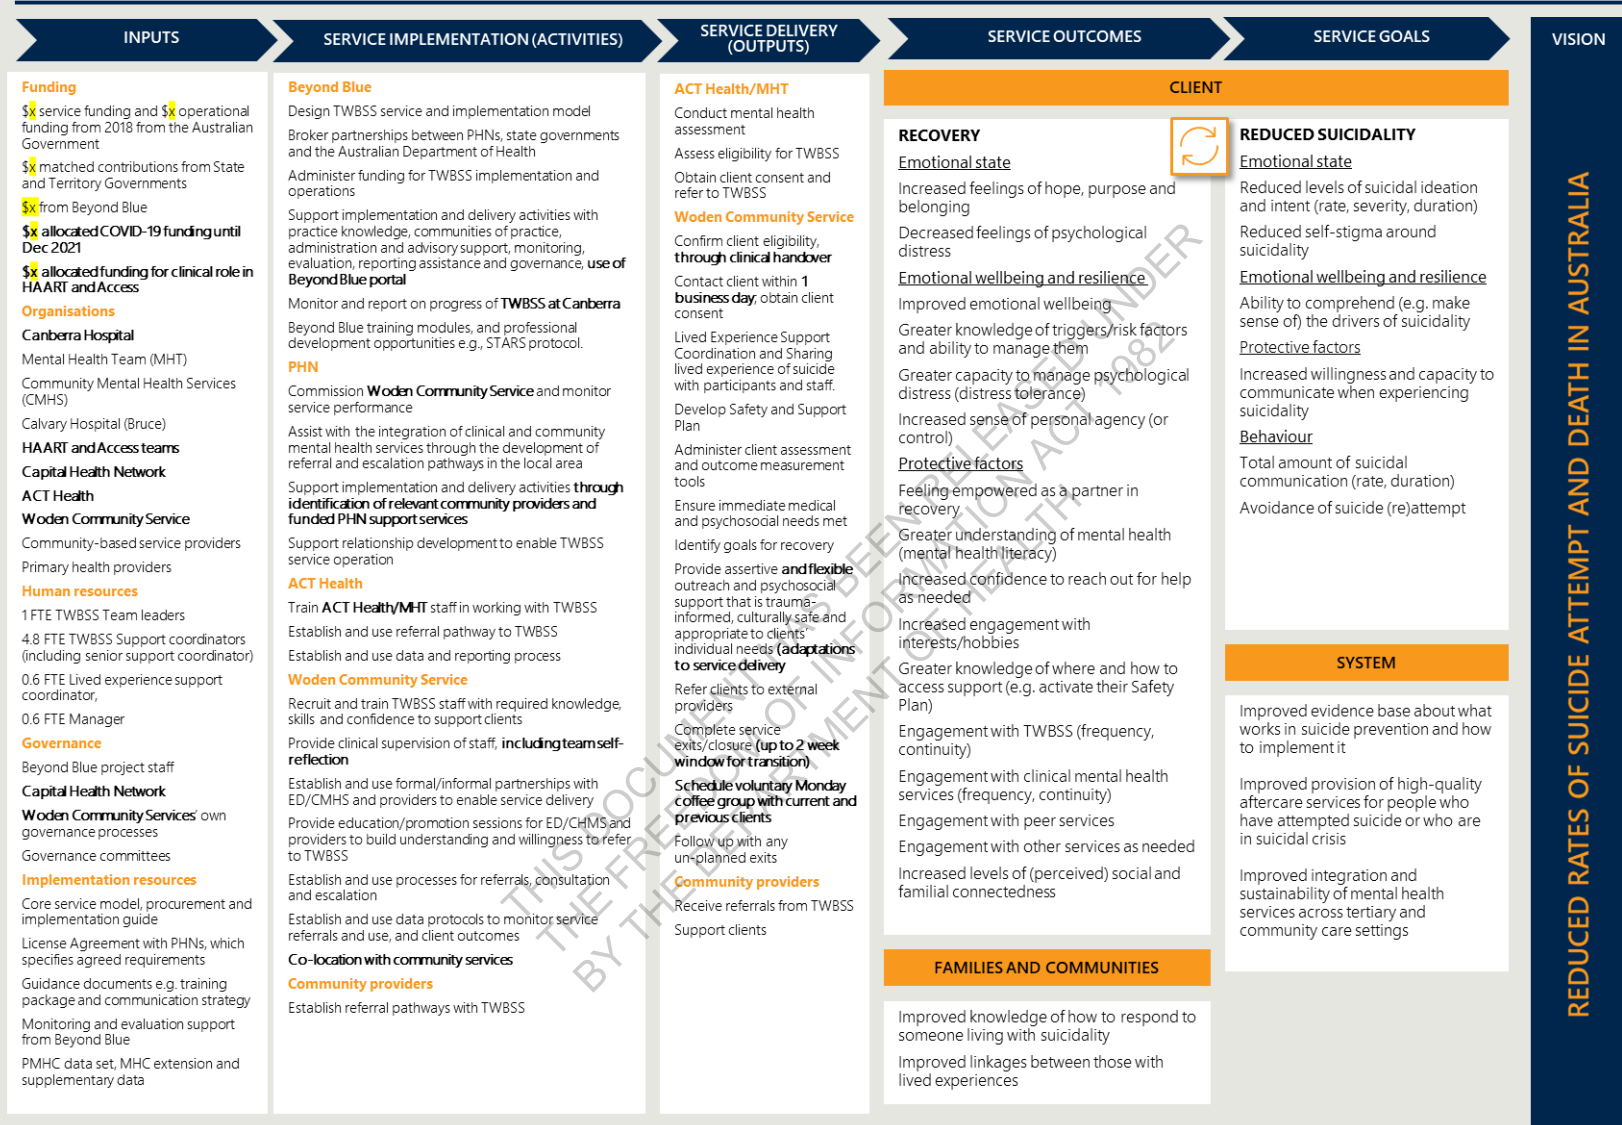 INPUTS
SERVICE IMPLEMENTATION (ACTIVITIES)
SERVICE DELIVERY
(OUTPUTS)
SERVICE OUTCOMES
SERVICE GOALS
VISION
Funding
$x service funding and $x operational
funding from 2018 from the Australian
Government
$x matched contributions from State
and Territory Governments
$x from Beyond Blue
$x allocated COVID-19 funding until
Dec 2021
$x allocated funding for clinical role in
HAART and Access
Organisations
Canberra Hospital
Mental Health Team (MHT)
Community Mental Health Services
(CMHS)
Calvary Hospital (Bruce)
HAART and Access teams
Capital Health Network
ACT Health
Woden Community Service
Community-based service providers
Primary health providers
Human resources
1 FTE TWBSS Team leaders
4.8 FTE TWBSS Support coordinators
(including senior support coordinator)
0.6 FTE Lived experience support
coordinator,
0.6 FTE Manager
Governance
Beyond Blue project staff
Capital Health Network
Woden Community Services' own
governance processes
Governance committees
Implementation resources
Core service model, procurement and
implementation guide
License Agreement with PHNs, which
specifies agreed requirements
Guidance documents e.g. training
package and communication strategy
Monitoring and evaluation support
from Beyond Blue
PMHC data set, MHC extension and
supplementary data
Beyond Blue
Design TWBSS service and implementation model
Broker partnerships between PHNs, state governments
and the Australian Department of Health
Administer funding for TWBSS implementation and
operations
Support implementation and delivery activities with
practice knowledge, communities of practice,
administration and advisory support, monitoring,
evaluation, reporting assistance and governance, use of
Beyond Blue portal
Monitor and report on progress of TWBSS at Canberra
Beyond Blue training modules, and professional
development opportunities e.g., STARS protocol.
PHN
Commission Woden Community Service and monitor
service performance
Assist with the integration of clinical and community
mental health services through the development of
referral and escalation pathways in the local area
Support implementation and delivery activities through
identification of relevant community providers and
funded PHN support services
Support relationship development to enable TWBSS
service operation
ACT Health
Train ACT Health/MHT staff in working with TWBSS
Establish and use referral pathway to TWBSS
Establish and use data and reporting process
Woden Community Service
Recruit and train TWBSS staff with required knowledge,
skills and confidence to support clients
Provide clinical supervision of staff, including team self-
reflection
Establish and use formal/informal partnerships with
ED/CMHS and providers to enable service delivery
Provide education/promotion sessions for ED/CHMS and
providers to build understanding and willingness to refer
to TWBSS
Establish and use processes for referrals, consultation
and escalation
Establish and use data protocols to monitor service
referrals and use, and client outcomes
Co-location with community services
Community providers
Establish referral pathways with TWBSS
ACT Health/MHT
Conduct mental health
assessment
Assess eligibility for TWBSS
Obtain client consent and
refer to TWBSS
Woden Community Service
Confirm client eligibility,
through clinical handover
Contact client within 1
business day; obtain client
consent
Lived Experience Support
Coordination and Sharing
lived experience of suicide
with participants and staff.
Develop Safety and Support
Plan
Administer client assessment
and outcome measurement
tools
Ensure immediate medical
and psychosocial needs met
Identify goals for recovery
Provide assertive and flexible
outreach and psychosocial
support that is trauma-
informed, culturally safe and
appropriate to clients'
individual needs (adaptations
to service delivery
Refer clients to external
providers
Complete service
exits/closure (up to 2 week
window for transition)
Schedule voluntary Monday
coffee group with current and
previous clients
Follow up with any
un-planned exits
Community providers
Receive referrals from TWBSS
Support clients
CLIENT
RECOVERY
Emotional state
Increased feelings of hope, purpose and
belonging
Decreased feelings of psychological
distress
Emotional wellbeing and resilience
Improved emotional wellbeing
Greater knowledge of triggers/risk factors
and ability to manage them
Greater capacity to manage psychological
distress (distress tolerance)
Increased sense of personal agency (or
control)
Protective factors
Feeling empowered as a partner in
recovery
Greater understanding of mental health
(mental health literacy)
Increased confidence to reach out for help
as needed
Increased engagement with
interests/hobbies
Greater knowledge of where and how to
access support (e.g. activate their Safety
Plan)
Engagement with TWBSS (frequency,
continuity)
Engagement with clinical mental health
services (frequency, continuity)
Engagement with peer services
Engagement with other services as needed
Increased levels of (perceived) social and
familial connectedness
FAMILIES AND COMMUNITIES
Improved knowledge of how to respond to
someone living with suicidality
Improved linkages between those with
lived experiences
REDUCED SUICIDALITY
Emotional state
Reduced levels of suicidal ideation
and intent (rate, severity, duration)
Reduced self-stigma around
suicidality
Emotional wellbeing and resilience
Ability to comprehend (e.g. make
sense of) the drivers of suicidality
Protective factors
Increased willingness and capacity to
communicate when experiencing
suicidality
Behaviour
Total amount of suicidal
communication (rate, duration)
Avoidance of suicide (re)attempt
SYSTEM
Improved evidence base about what
works in suicide prevention and how
to implement it
Improved provision of high-quality
aftercare services for people who
have attempted suicide or who are
in suicidal crisis
Improved integration and
sustainability of mental health
services across tertiary and
community care settings
REDUCED RATES OF SUICIDE ATTEMPT AND DEATH IN AUSTRALIA
THIS DOCUMENT HAS BEEN RELEASED UNDER
THE FREEDOM OF INFORMATION ACT 1982
BY THE DEPARTMENT OF HEALTH